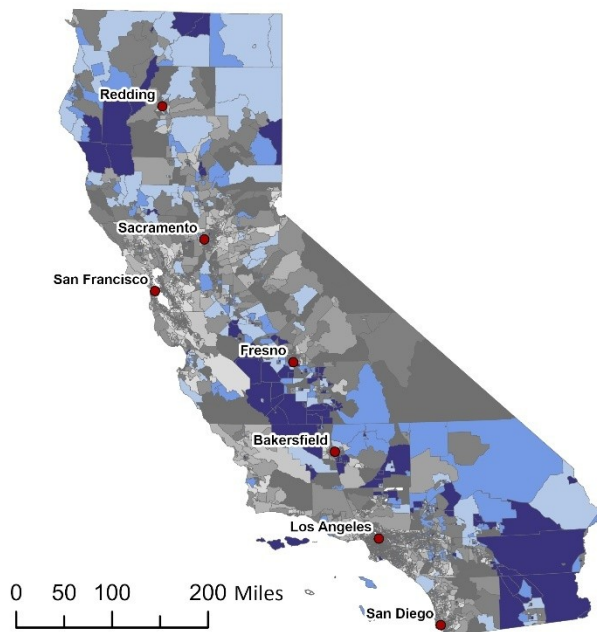 Redding
Sacramento
San Francisco
Fresno
Bakersfield
Los Angeles
San Diego
0 50 100 200 Miles